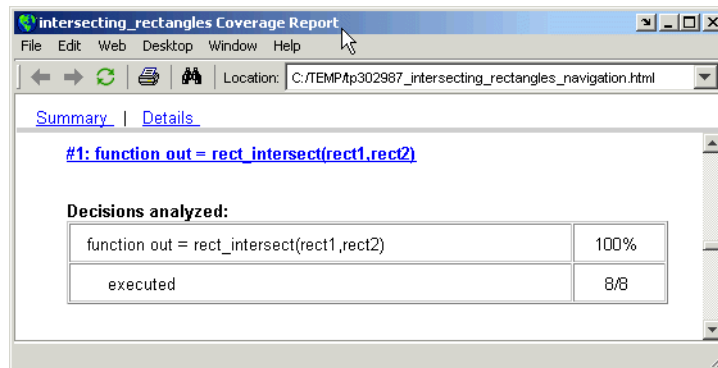 intersecting_rectangles Coverage Report
File Edit Web Desktop Window Help
Location: C:/TEMP/tp302987_intersecting_rectangles_navigation.html
Summary | Details
#1: function out = rect_intersect(rect1,rect2)
Decisions analyzed:
function out = rect_intersect(rect1,rect2) 100%
executed 8/8